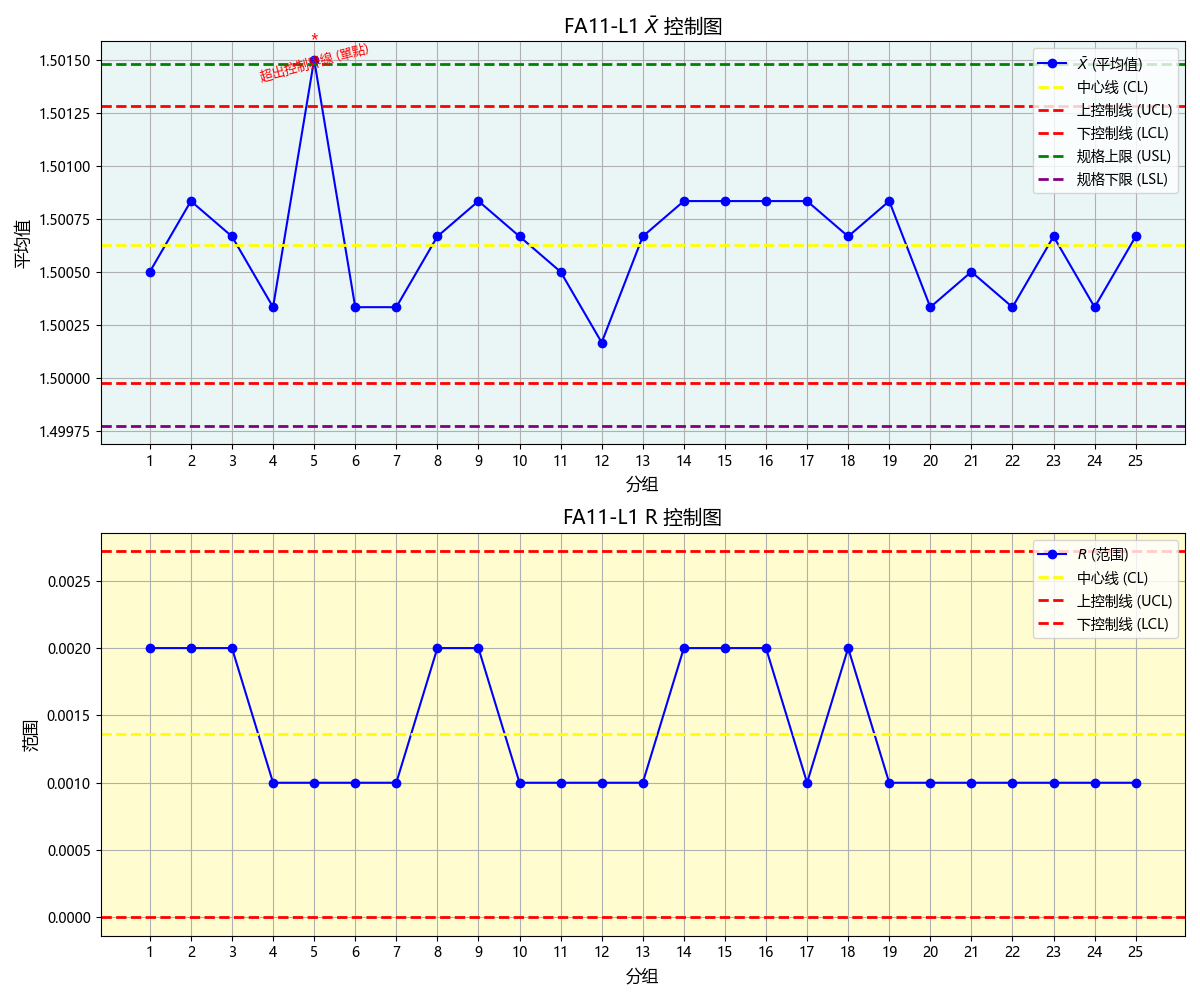 FA11-L1 X̄ 控制图
*
超出控制界線 (單點)
1.50150
1.50125
1.50100
1.50075
1.50050
1.50025
1.50000
1.49975
平均值
X̄ (平均值)
中心线 (CL)
上控制线 (UCL)
下控制线 (LCL)
规格上限 (USL)
规格下限 (LSL)
1 2 3 4 5 6 7 8 9 10 11 12 13 14 15 16 17 18 19 20 21 22 23 24 25
分组
FA11-L1 R 控制图
0.0025
0.0020
0.0015
0.0010
0.0005
0.0000
范围
R (范围)
中心线 (CL)
上控制线 (UCL)
下控制线 (LCL)
1 2 3 4 5 6 7 8 9 10 11 12 13 14 15 16 17 18 19 20 21 22 23 24 25
分组